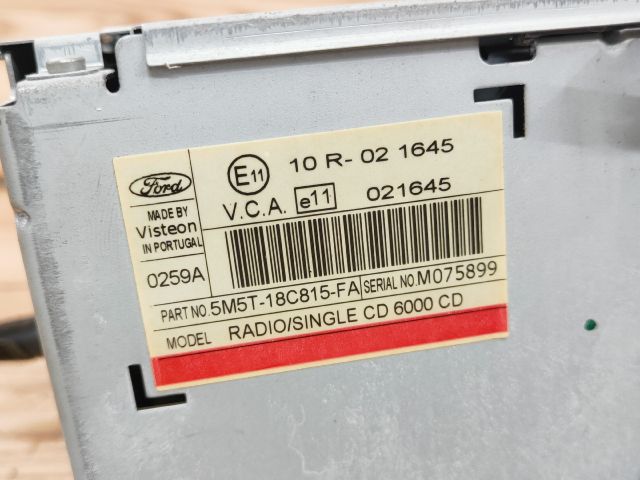 Ford
MADE BY
Visteon
IN PORTUGAL
0259A
E11
10 R- 02 1645
V.C.A. e11 021645
PART NO. 5M5T-18C815-FA SERIAL NO. M075899
MODEL RADIO/SINGLE CD 6000 CD